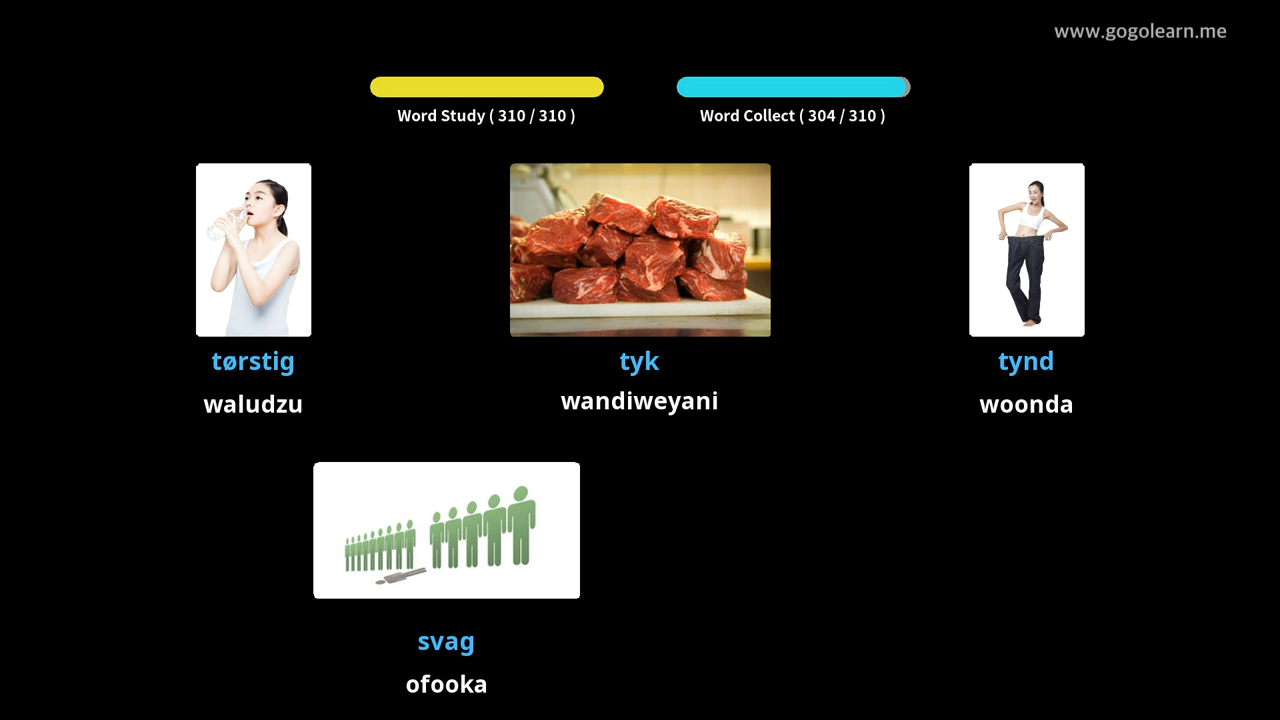 www.gogolearn.me
Word Study ( 310 / 310 )
Word Collect ( 304 / 310 )
tørstig
waludzu
tyk
wandiweyani
tynd
woonda
svag
ofooka